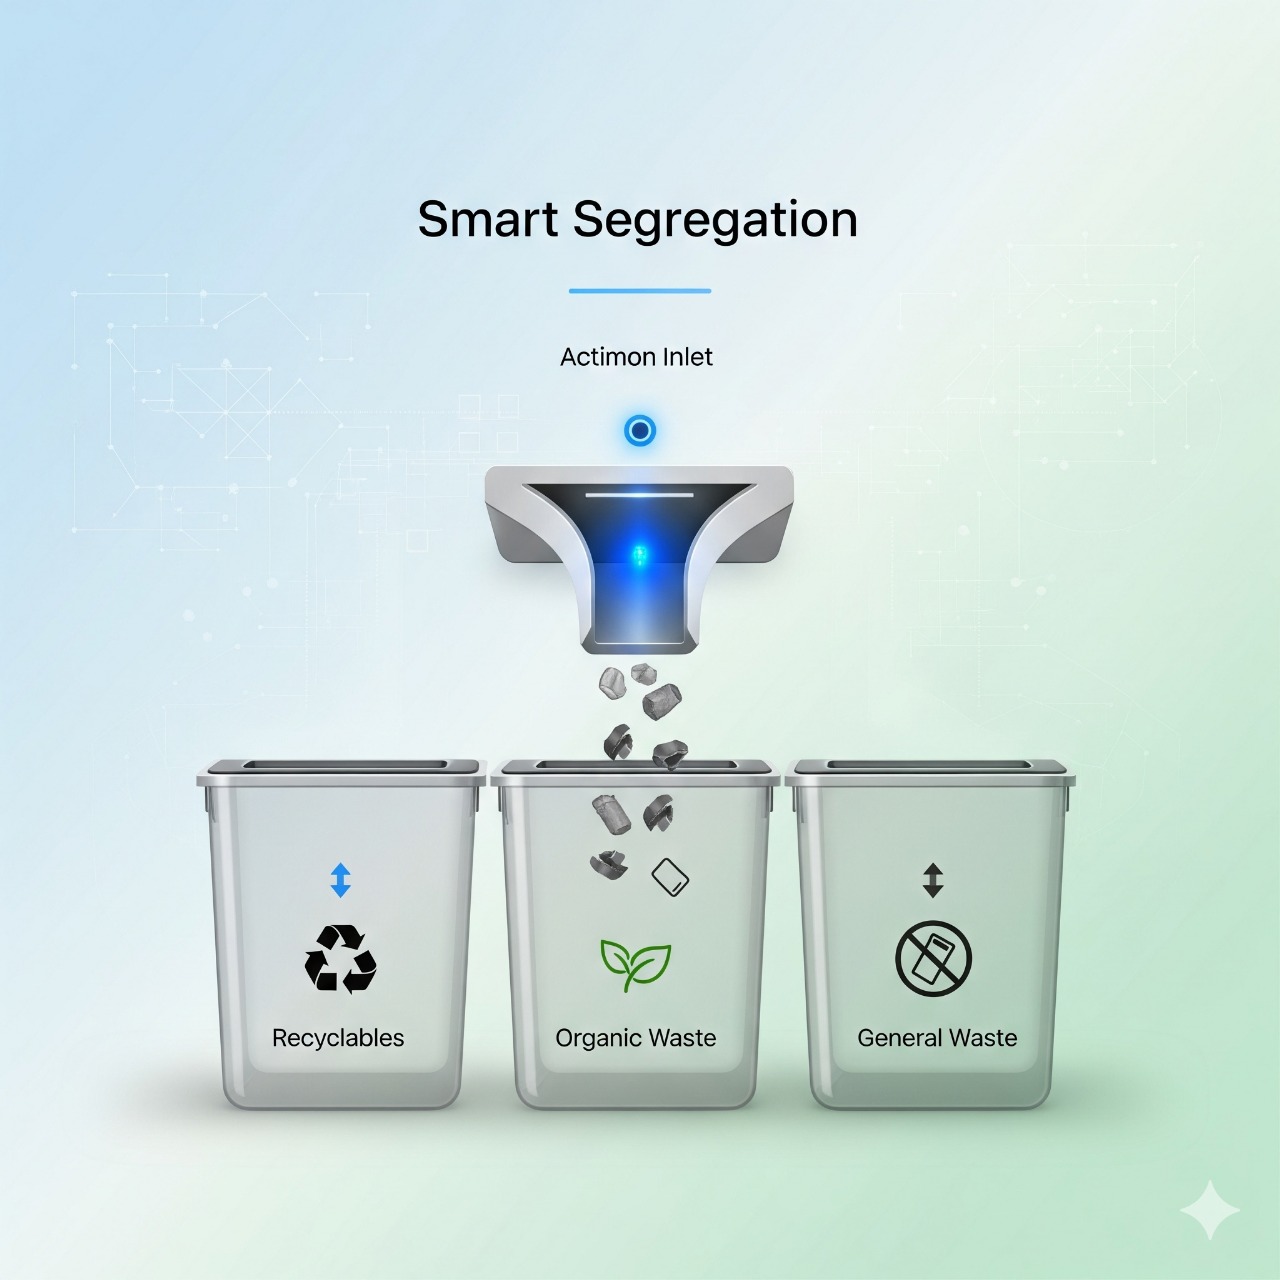 Smart Segregation
Actimon Inlet
Recyclables
Organic Waste
General Waste